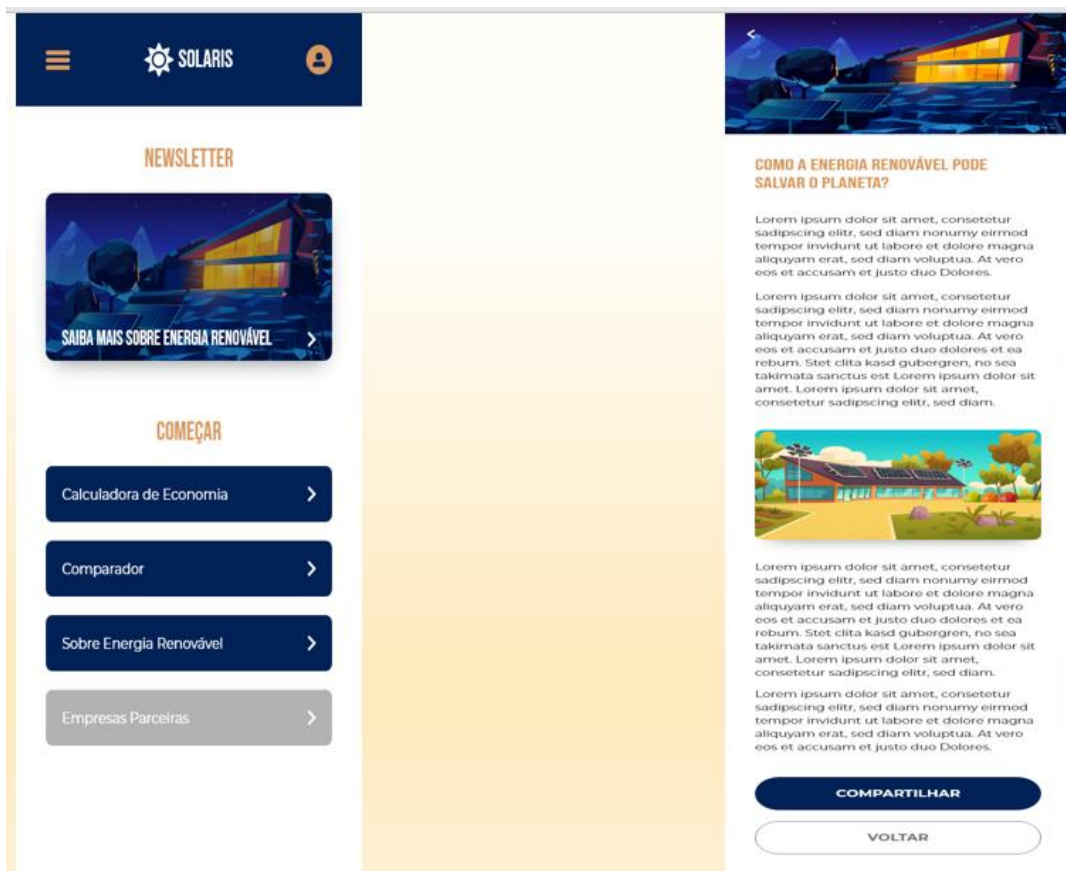 SOLARIS
NEWSLETTER
SAIBA MAIS SOBRE ENERGIA RENOVÁVEL
COMEÇAR
Calculadora de Economia
Comparador
Sobre Energia Renovável
Empresas Parceiras
COMO A ENERGIA RENOVÁVEL PODE
SALVAR O PLANETA?
Lorem ipsum dolor sit amet, consetetur
sadipscing elitr, sed diam nonumy eirmod
tempor invidunt ut labore et dolore magna
aliquyam erat, sed diam voluptua. At vero
eos et accusam et justo duo Dolores.
Lorem ipsum dolor sit amet, consetetur
sadipscing elitr, sed diam nonumy eirmod
tempor invidunt ut labore et dolore magna
aliquyam erat, sed diam voluptua. At vero
eos et accusam et justo duo dolores et ea
rebum. Stet clita kasd gubergren, no sea
takimata sanctus est Lorem ipsum dolor sit
amet. Lorem ipsum dolor sit amet,
consetetur sadipscing elitr, sed diam.
Lorem ipsum dolor sit amet, consetetur
sadipscing elitr, sed diam nonumy eirmod
tempor invidunt ut labore et dolore magna
aliquyam erat, sed diam voluptua. At vero
eos et accusam et justo duo dolores et ea
rebum. Stet clita kasd gubergren, no sea
takimata sanctus est Lorem ipsum dolor sit
amet. Lorem ipsum dolor sit amet,
consetetur sadipscing elitr, sed diam.
Lorem ipsum dolor sit amet, consetetur
sadipscing elitr, sed diam nonumy eirmod
tempor invidunt ut labore et dolore magna
aliquyam erat, sed diam voluptua. At vero
eos et accusam et justo duo Dolores.
COMPARTILHAR
VOLTAR